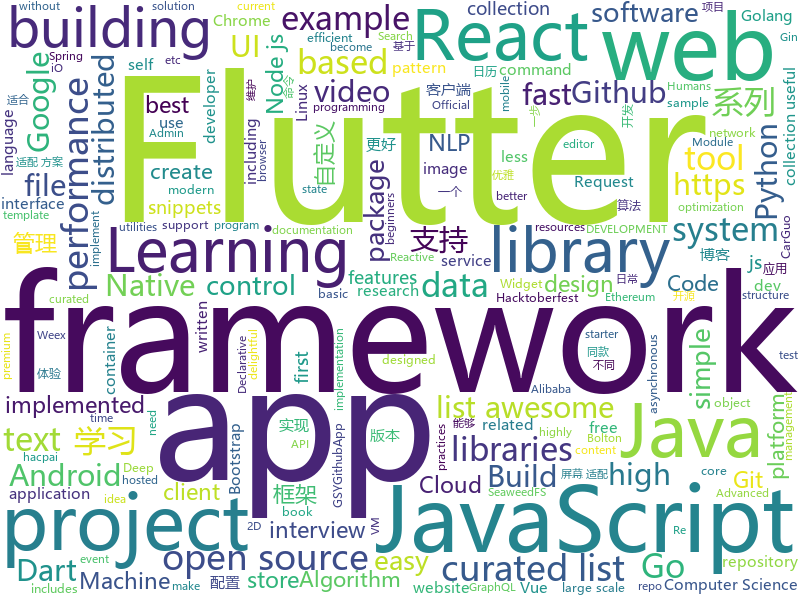 building
example
React
web
software
collection
Golang
项目
without
solution
current
Search
基于
efficient
become
Spring
etc
iO
Gin
UI
based
Chrome
self
pattern
command
日历
客户端
命令
维护
适合
Google
distributed
Node js
video
fast
Github
系列
mobile
Official
programming
Linux
developer
best
use
Admin
Flutter
自定义
NLP
更好
一步
开发
sample
Humans
network
file
performance
including
browser
language
适配 方案
interface
create
modern
image
less
tool
Python
editor
优雅
Module
template
snippets
package
一个
https
Request
算法
better
optimization
implement
utilities
support
program
state
documentation
resources
DEVELOPMENT
CarGuo
管理
Learning
支持
library
system
beginners
Reactive
service
js
博客
应用
collection useful
Native
control
features
research
data
design
Code
dev
basic
Widget
开源
日常
structure
Hacktoberfest
Ethereum
framework
premium
curated
Weex
体验
container
written
Declarative
delightful
first
implementation
designed
starter
同款
不同
simple
test
implemented
app
Java
time
need
Deep
Alibaba
list awesome
asynchronous
object
text
学习
实现
版本
practices
能够
related
free
highly
Bolton
platform
management
Android
API
libraries
content
屏幕 适配
application
client
Bootstrap
框架
GSYGithubApp
Build
high
core
Git
hosted
book
Cloud
SeaweedFS
Advanced
project
JavaScript
idea
2D
interview
VM
curated list
Go
repository
Dart
event
open source
easy
Re
includes
Machine
make
store
Algorithm
配置
website
GraphQL
Vue
large scale
repo
Computer Science